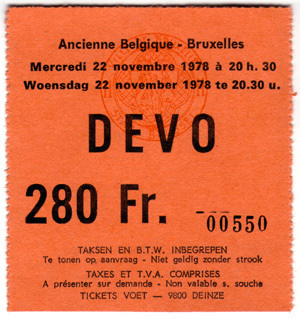 Ancienne Belgique - Bruxelles
Mercredi 22 novembre 1978 à 20 h. 30
Woensdag 22 november 1978 te 20.30 u.
DEVO
280 Fr.
00550
TAKSEN EN B.T.W. INBEGREPEN
Te tonen op aanvraag - Niet geldig zonder strook
TAXES ET T.V.A. COMPRISES
A présenter sur demande - Non valable s. souche
TICKETS VOET — 9800 DEINZE